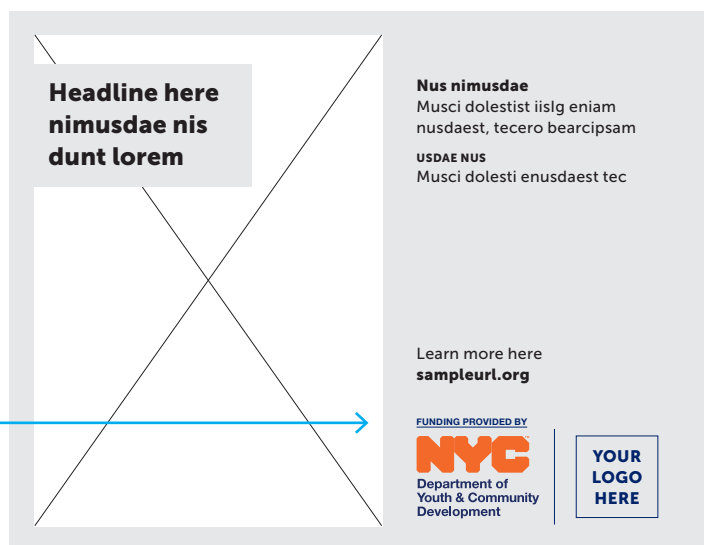 Headline here
nimusdae nis
dunt lorem
Nus nimusdae
Musci dolestist iislg eniam
nusdaest, tecero bearcipsam
USDAE NUS
Musci dolesti enusdaest tec
Learn more here
sampleurl.org
FUNDING PROVIDED BY
NYC
Department of
Youth & Community
Development
YOUR
LOGO
HERE